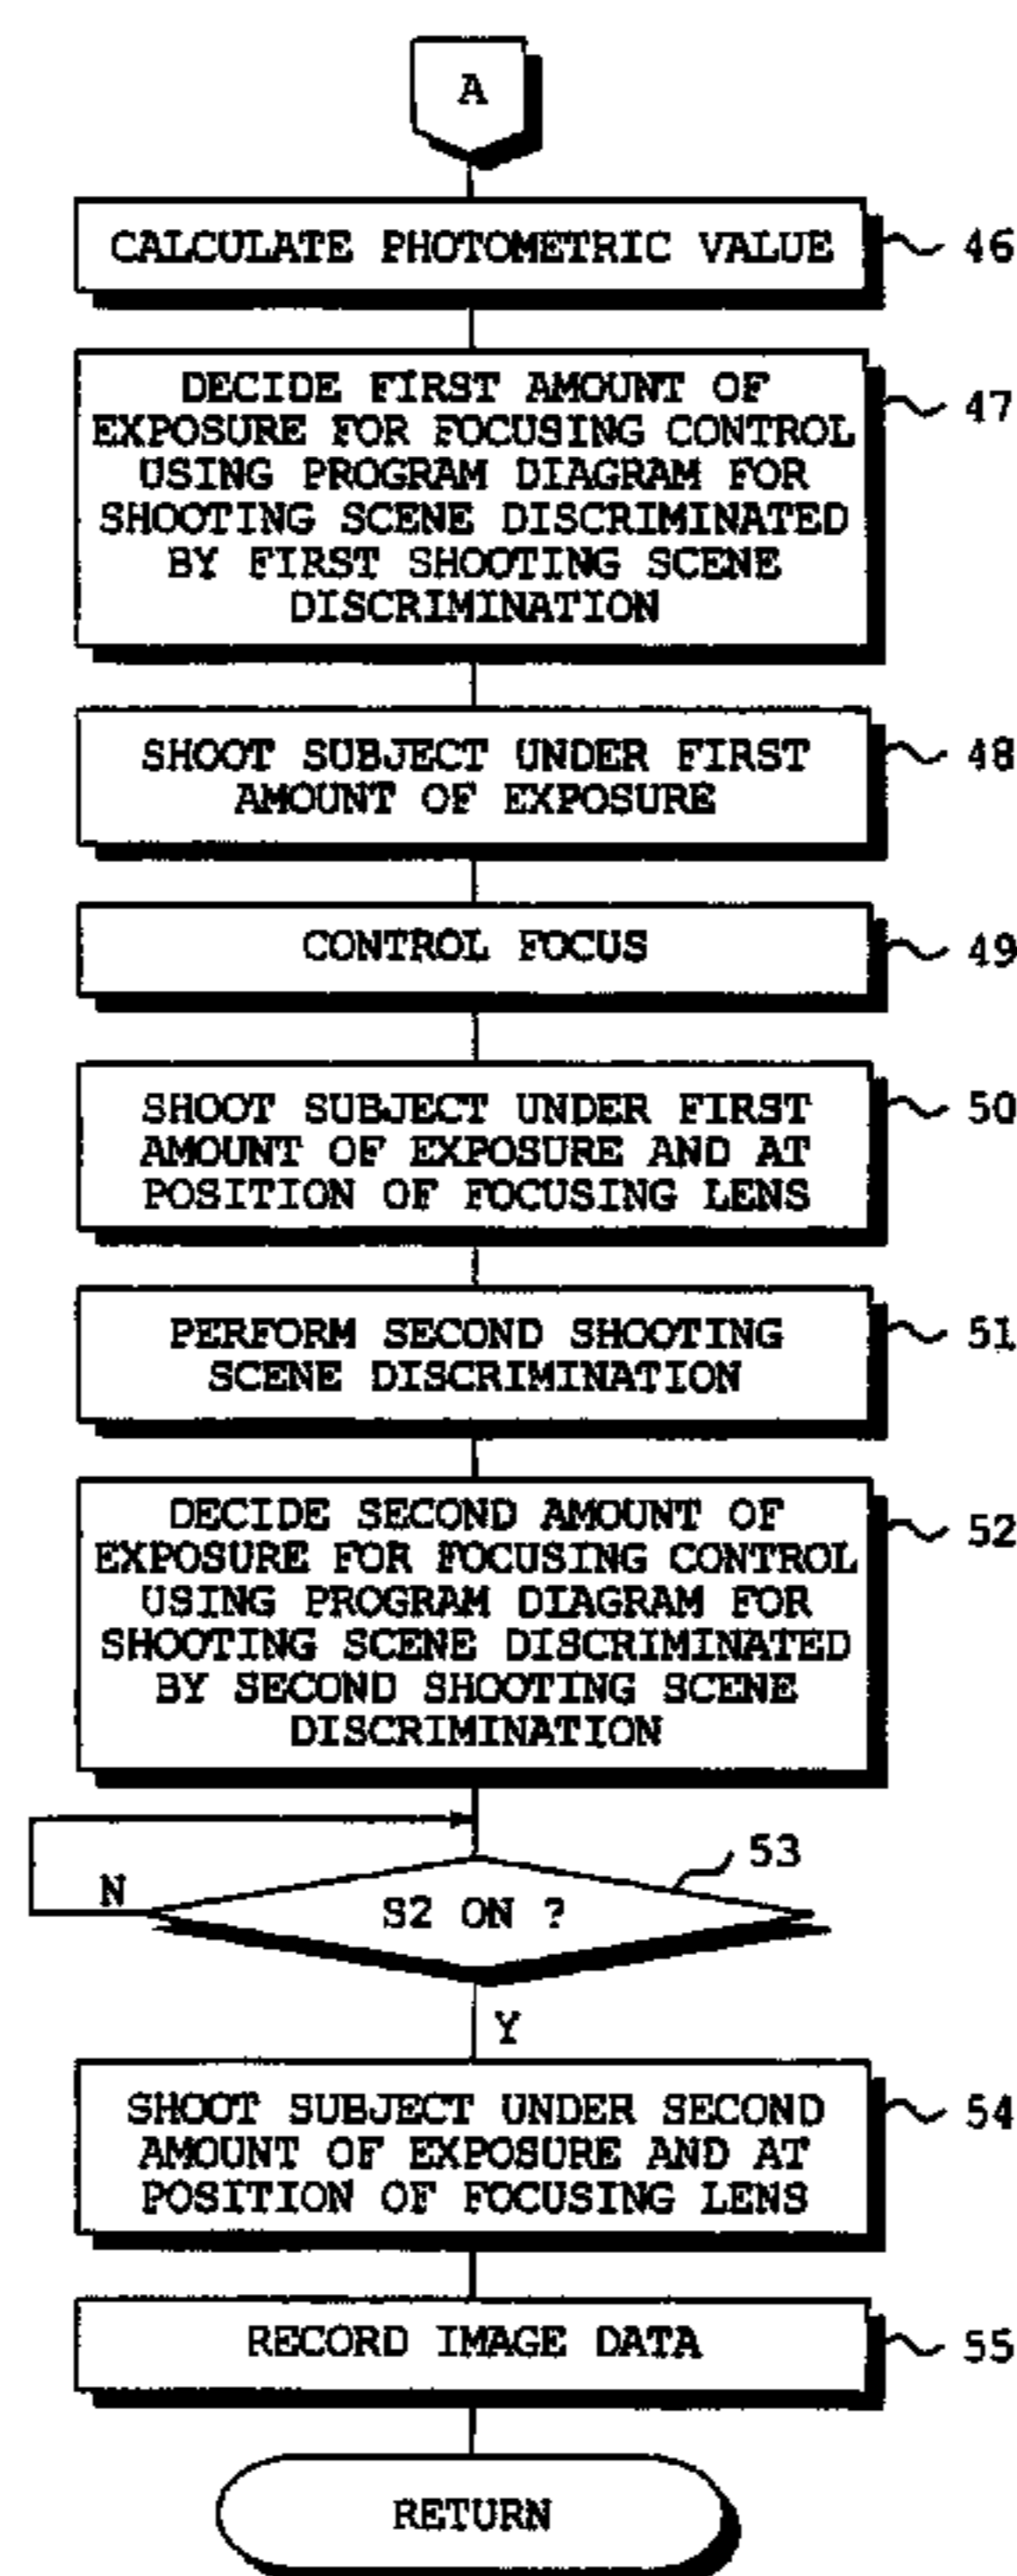 A
CALCULATE PHOTOMETRIC VALUE
46
DECIDE FIRST AMOUNT OF
EXPOSURE FOR FOCUSING CONTROL
USING PROGRAM DIAGRAM FOR
SHOOTING SCENE DISCRIMINATED
BY FIRST SHOOTING SCENE
DISCRIMINATION
47
SHOOT SUBJECT UNDER FIRST
AMOUNT OF EXPOSURE
48
CONTROL FOCUS
49
SHOOT SUBJECT UNDER FIRST
AMOUNT OF EXPOSURE AND AT
POSITION OF FOCUSING LENS
50
PERFORM SECOND SHOOTING
SCENE DISCRIMINATION
51
DECIDE SECOND AMOUNT OF
EXPOSURE FOR FOCUSING CONTROL
USING PROGRAM DIAGRAM FOR
SHOOTING SCENE DISCRIMINATED
BY SECOND SHOOTING SCENE
DISCRIMINATION
52
53
N
S2 ON ?
Y
SHOOT SUBJECT UNDER SECOND
AMOUNT OF EXPOSURE AND AT
POSITION OF FOCUSING LENS
54
RECORD IMAGE DATA
55
RETURN